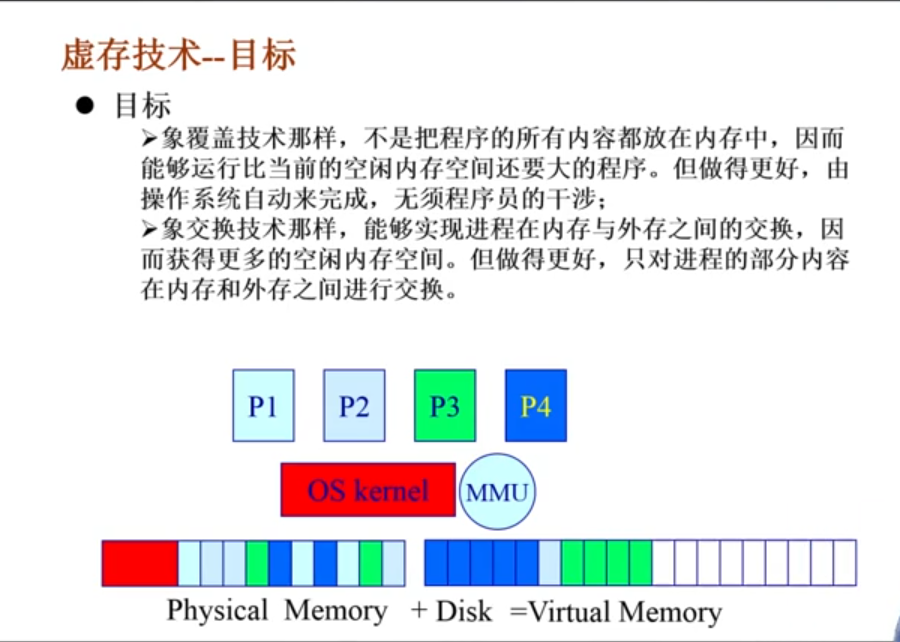 虚存技术--目标
● 目标
➢象覆盖技术那样，不是把程序的所有内容都放在内存中，因而
能够运行比当前的空闲内存空间还要大的程序。但做得更好，由
操作系统自动来完成，无须程序员的干涉；
➢象交换技术那样，能够实现进程在内存与外存之间的交换，因
而获得更多的空闲内存空间。但做得更好，只对进程的部分内容
在内存和外存之间进行交换。
P1 P2 P3 P4
OS kernel MMU
Physical Memory + Disk =Virtual Memory